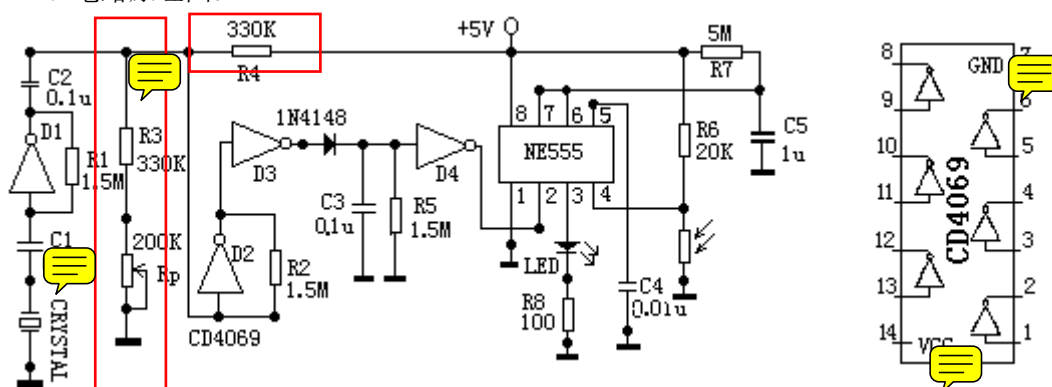 330K
R4
+5V
5M
R7
C2
0.1u
D1
R1
1.5M
R3
330K
1N4148
D3
D4
C3
0.1u
R5
1.5M
8 7 6 5
NE555
1 2 3 4
R6
20K
C5
1u
C1
200K
Rp
CRYSTAL
D2
R2
1.5M
CD4069
LED
R8
100
C4
0.01u
8
GND
7
9
6
10
5
11
4
CD4069
12
3
13
2
14
VCC
1